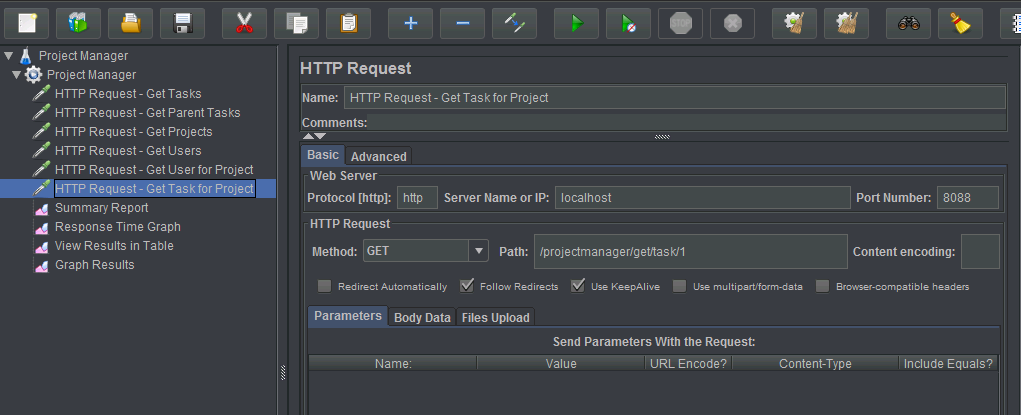 STOP
Project Manager
Project Manager
HTTP Request - Get Tasks
HTTP Request - Get Parent Tasks
HTTP Request - Get Projects
HTTP Request - Get Users
HTTP Request - Get User for Project
HTTP Request - Get Task for Project
Summary Report
Response Time Graph
View Results in Table
Graph Results
HTTP Request
Name: HTTP Request - Get Task for Project
Comments:
Basic Advanced
Web Server
Protocol [http]: http Server Name or IP: localhost Port Number: 8088
HTTP Request
Method: GET Path: /projectmanager/get/task/1 Content encoding:
Redirect Automatically Follow Redirects Use KeepAlive Use multipart/form-data Browser-compatible headers
Parameters Body Data Files Upload
Send Parameters With the Request:
Name: Value URL Encode? Content-Type Include Equals?